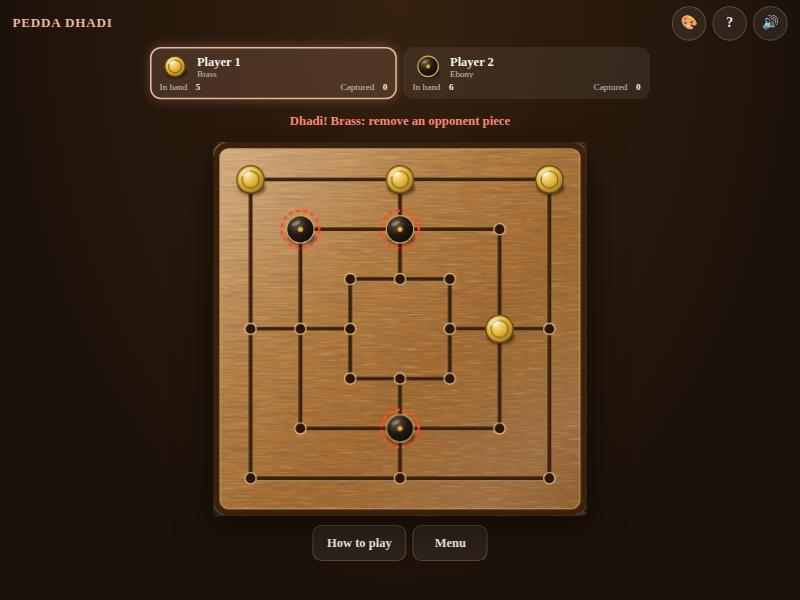 PEDDA DHADI
?
Player 1
Brass
In hand 5 Captured 0
Player 2
Ebony
In hand 6 Captured 0
Dhadi! Brass: remove an opponent piece
How to play
Menu